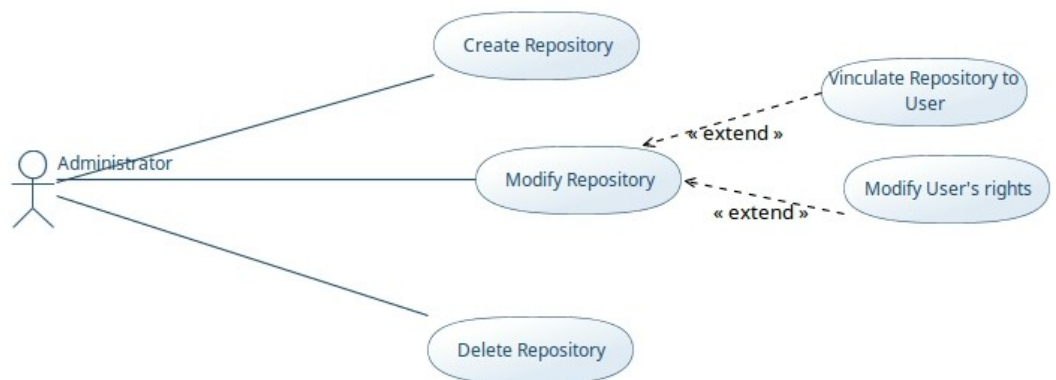 Create Repository
Vinculate Repository to
User
« extend »
Administrator
Modify Repository
Modify User's rights
« extend »
Delete Repository